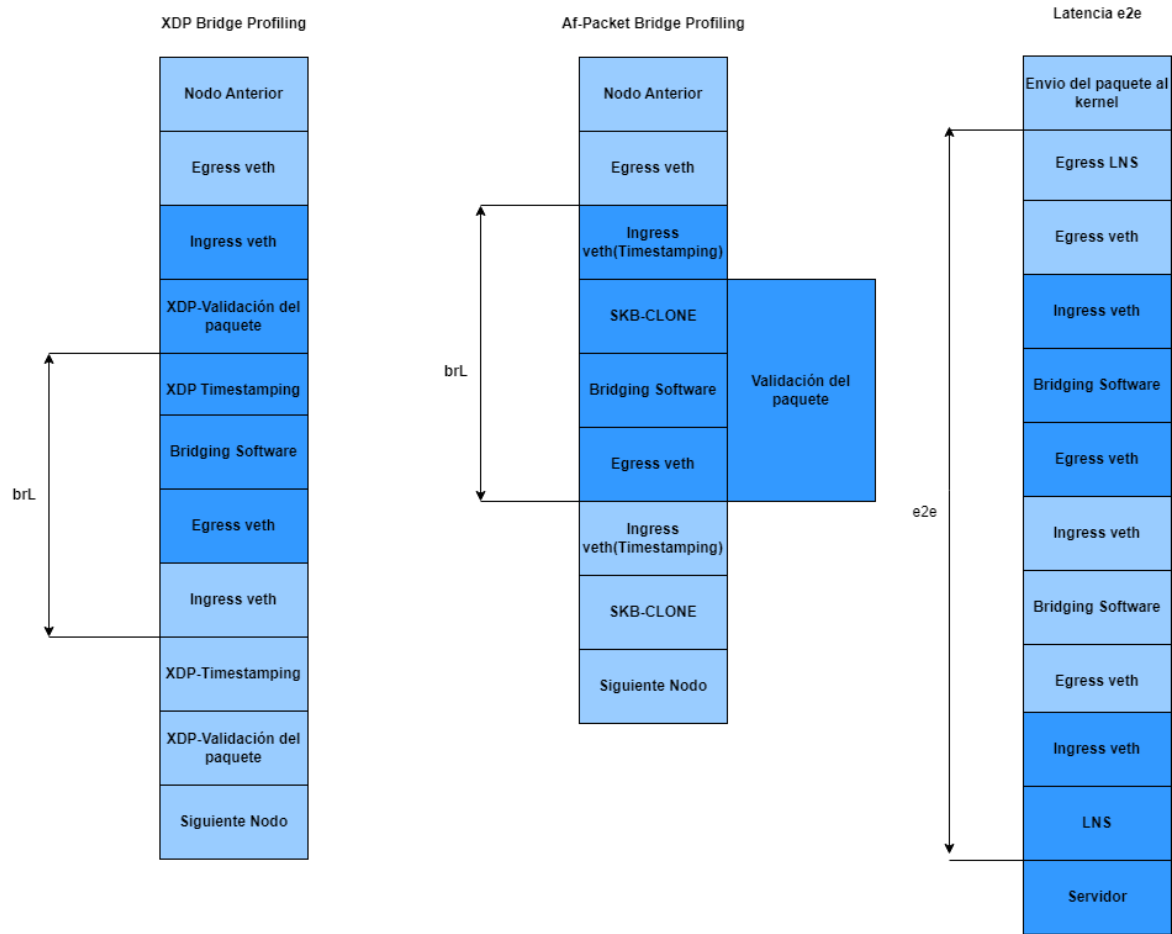 XDP Bridge Profiling
Nodo Anterior
Egress veth
Ingress veth
XDP-Validación del
paquete
XDP Timestamping
Bridging Software
Egress veth
Ingress veth
XDP-Timestamping
XDP-Validación del
paquete
Siguiente Nodo
brL
Af-Packet Bridge Profiling
Nodo Anterior
Egress veth
Ingress
veth(Timestamping)
SKB-CLONE
Bridging Software
Egress veth
Ingress
veth(Timestamping)
SKB-CLONE
Siguiente Nodo
brL
Validación del
paquete
Latencia e2e
Envio del paquete al
kernel
Egress LNS
Egress veth
Ingress veth
Bridging Software
Egress veth
Ingress veth
Bridging Software
Egress veth
Ingress veth
LNS
Servidor
e2e